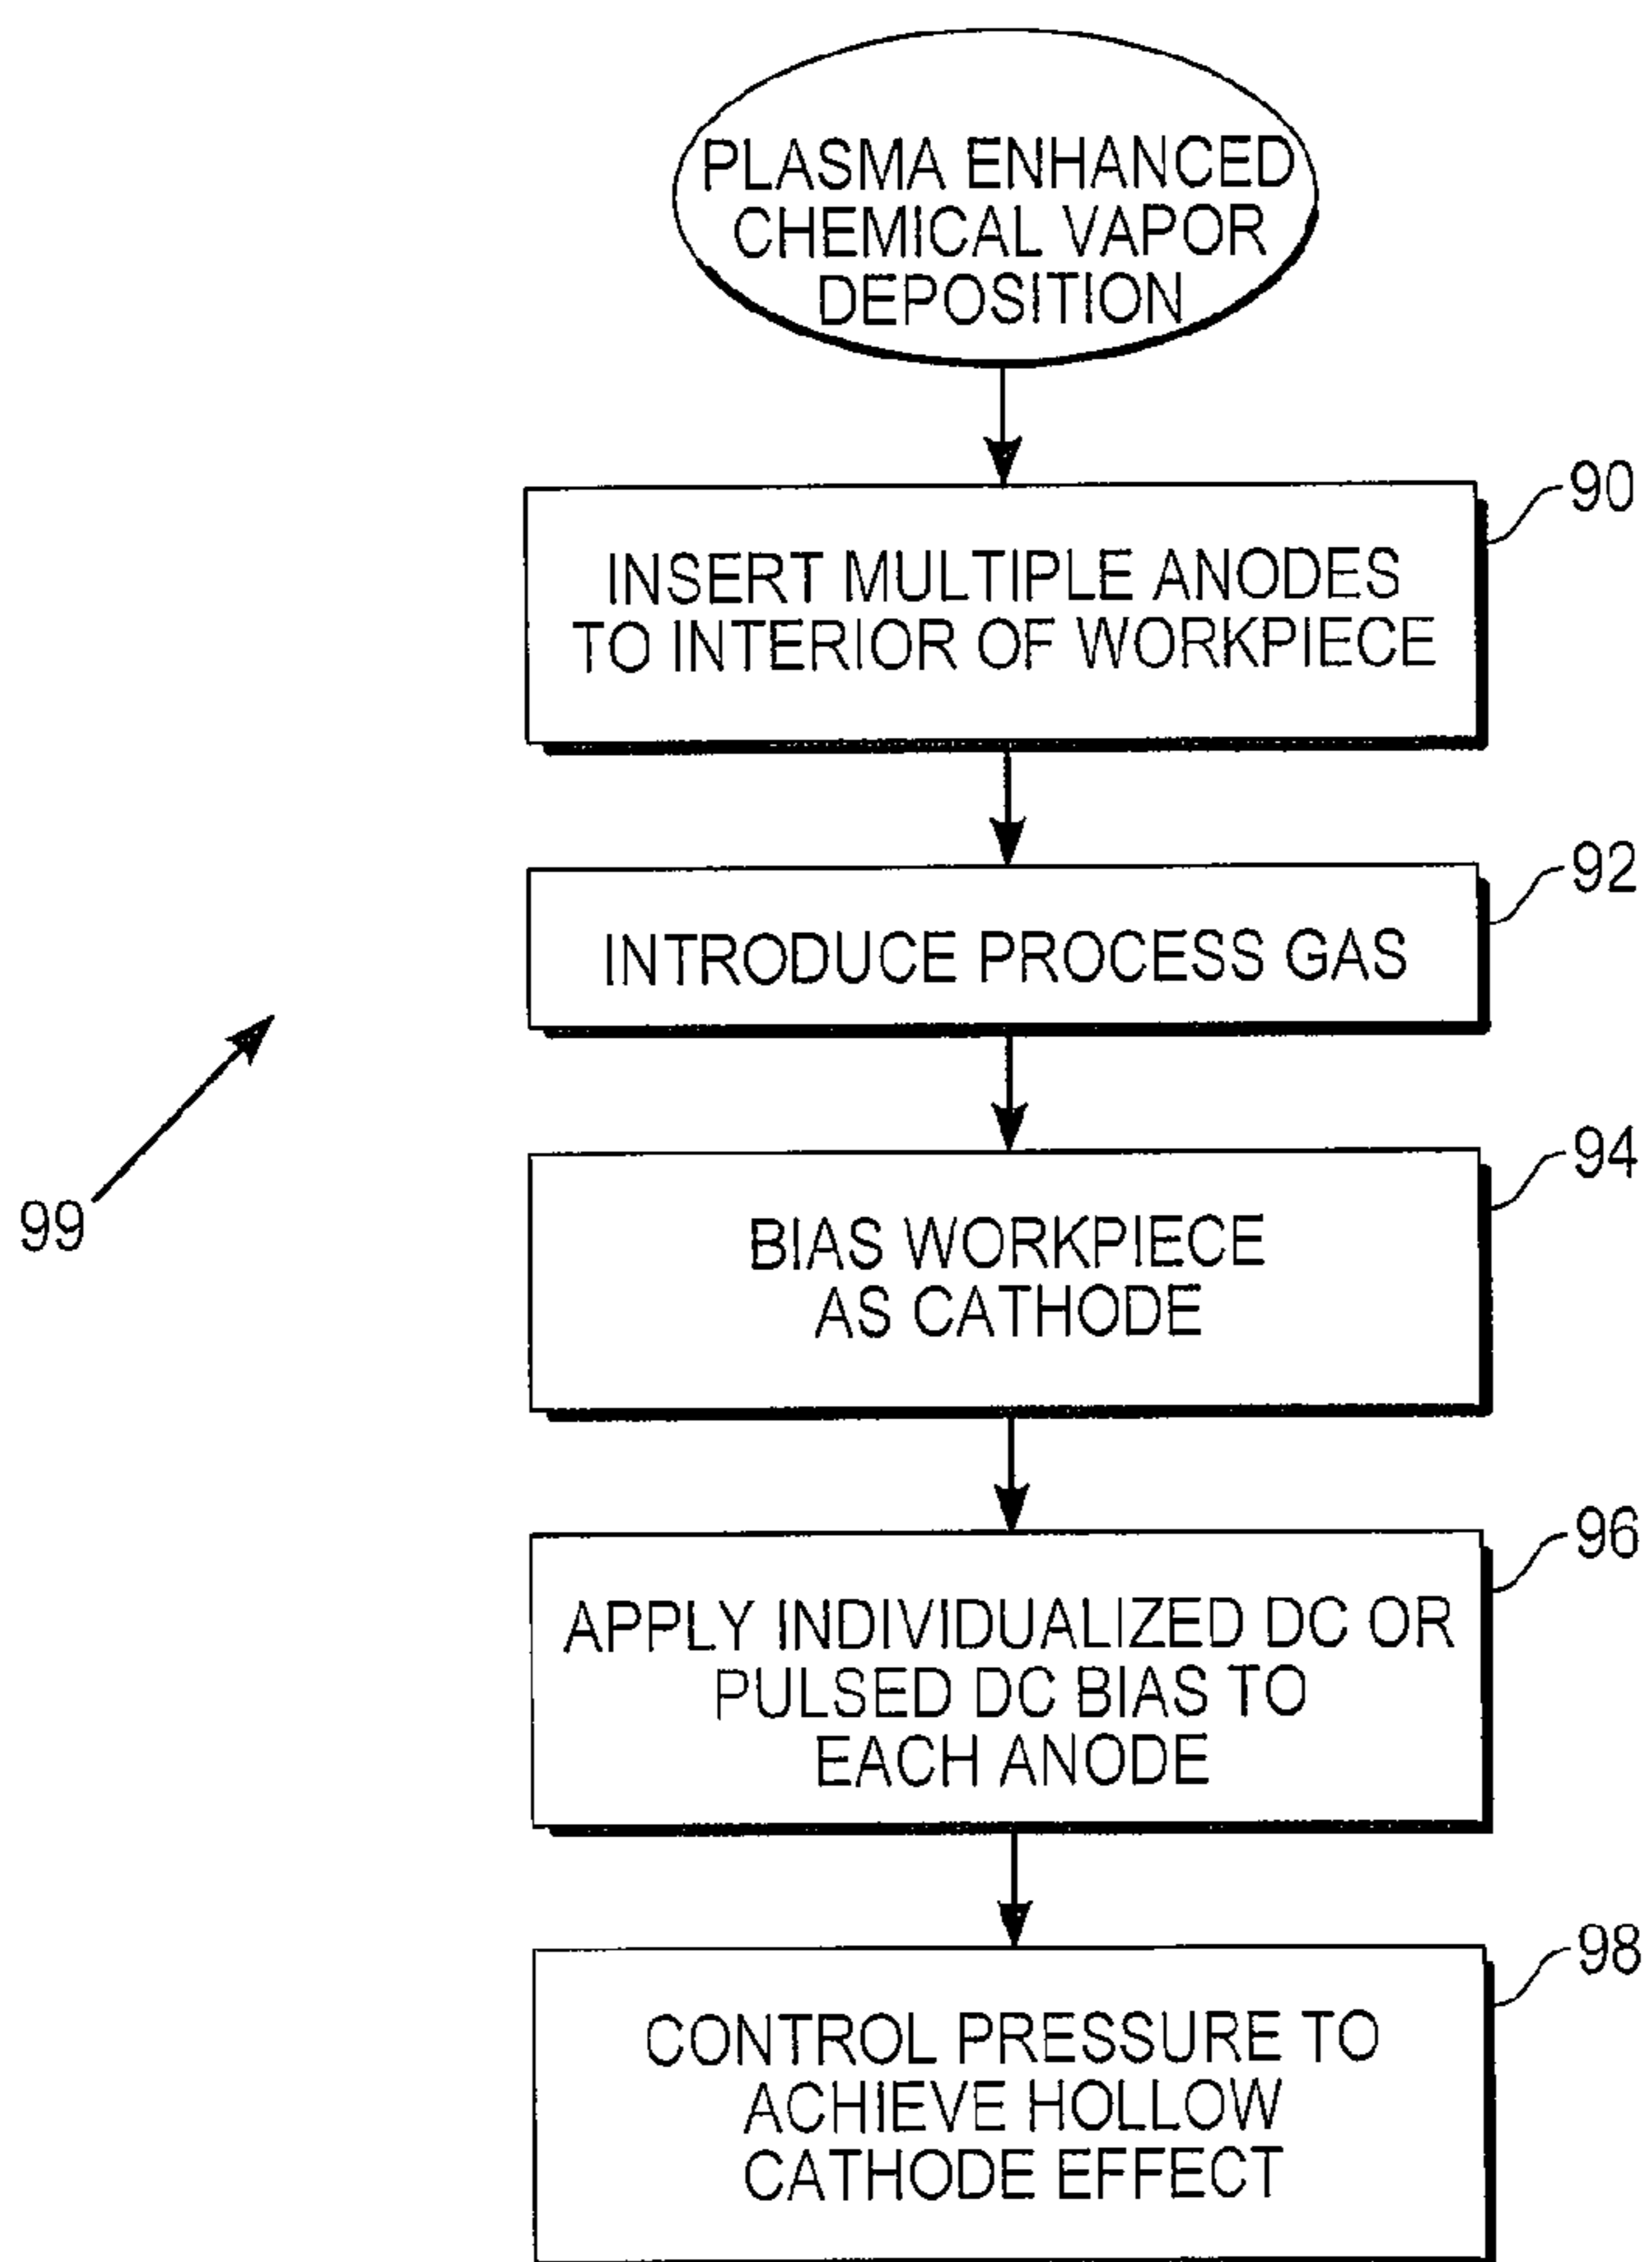 PLASMA ENHANCED
CHEMICAL VAPOR
DEPOSITION
90
INSERT MULTIPLE ANODES
TO INTERIOR OF WORKPIECE
92
INTRODUCE PROCESS GAS
94
BIAS WORKPIECE
AS CATHODE
99
96
APPLY INDIVIDUALIZED DC OR
PULSED DC BIAS TO
EACH ANODE
98
CONTROL PRESSURE TO
ACHIEVE HOLLOW
CATHODE EFFECT